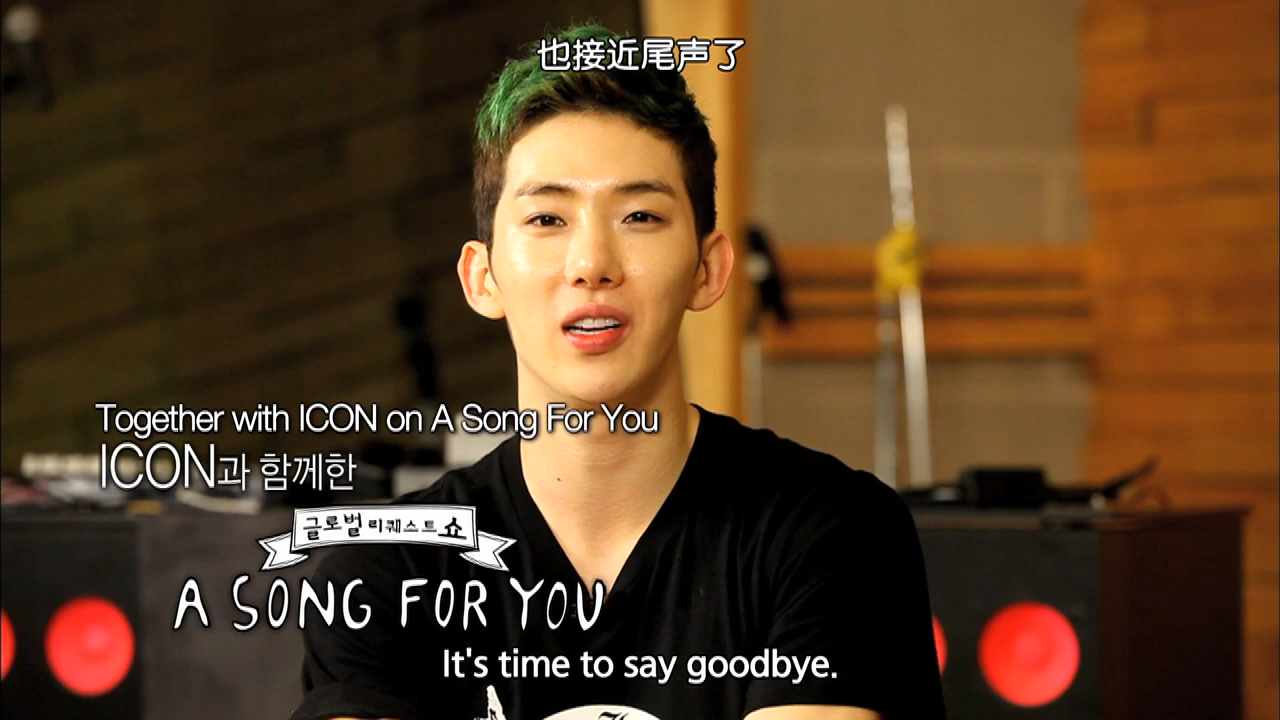 也接近尾声了
Together with ICON on A Song For You
ICON과 함께한
글로벌 리퀘스트 쇼
A SONG FOR YOU
It's time to say goodbye.